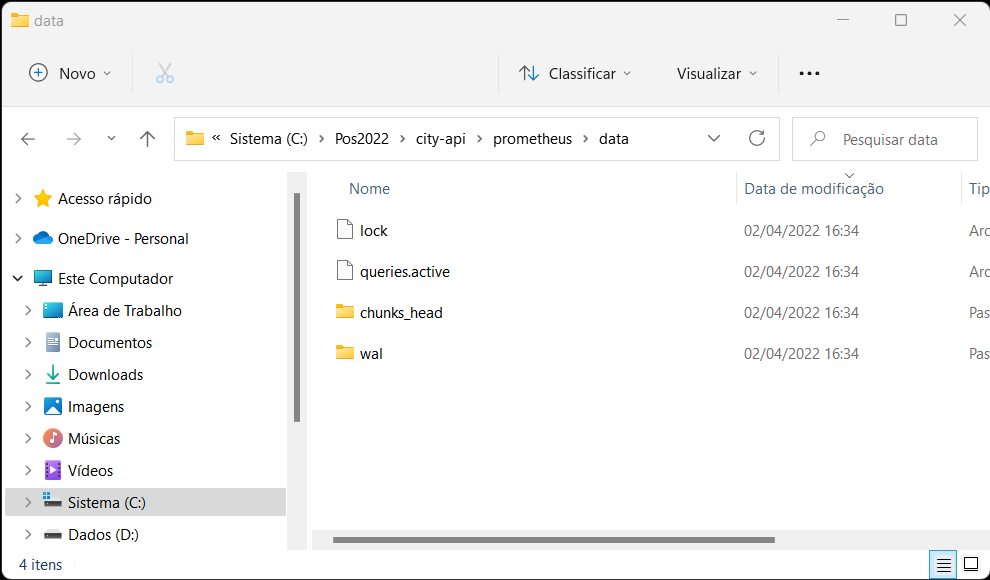 data
Novo
Classificar
Visualizar
« Sistema (C:) > Pos2022 > city-api > prometheus > data
Pesquisar data
Acesso rápido
OneDrive - Personal
Este Computador
Área de Trabalho
Documentos
Downloads
Imagens
Músicas
Vídeos
Sistema (C:)
Dados (D:)
Nome Data de modificação Tip
lock 02/04/2022 16:34 Arc
queries.active 02/04/2022 16:34 Arc
chunks_head 02/04/2022 16:34 Pas
wal 02/04/2022 16:34 Pas
4 itens